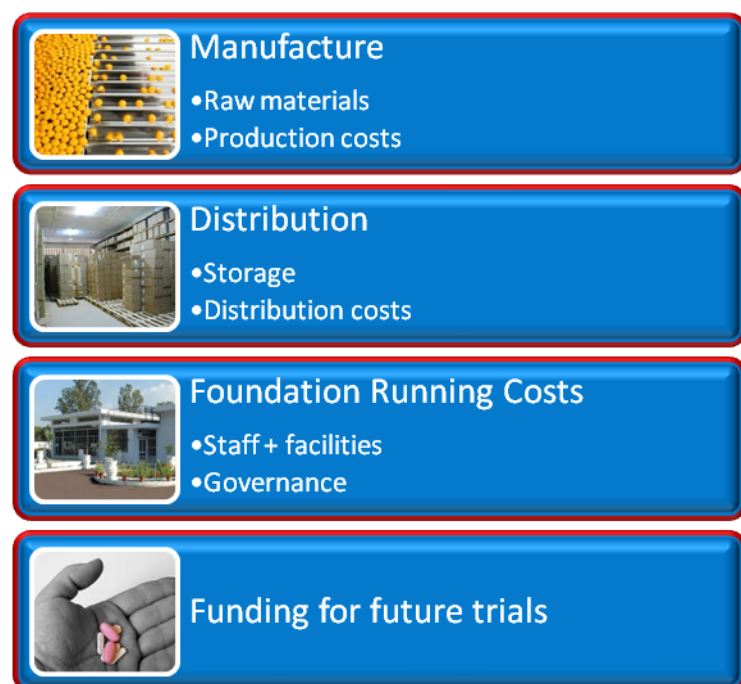 Manufacture
•Raw materials
•Production costs
Distribution
•Storage
•Distribution costs
Foundation Running Costs
•Staff + facilities
•Governance
Funding for future trials